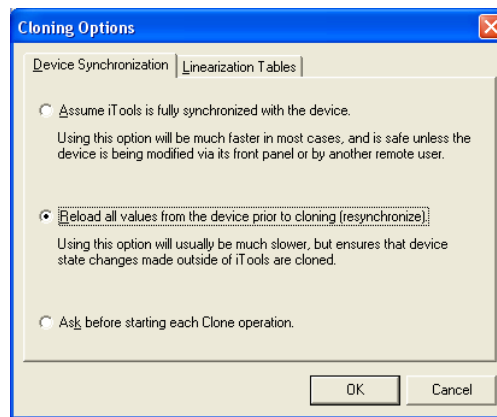 Cloning Options
Device Synchronization Linearization Tables
Assume iTools is fully synchronized with the device.
Using this option will be much faster in most cases, and is safe unless the
device is being modified via its front panel or by another remote user.
Reload all values from the device prior to cloning (resynchronize).
Using this option will usually be much slower, but ensures that device
state changes made outside of iTools are cloned.
Ask before starting each Clone operation.
OK Cancel